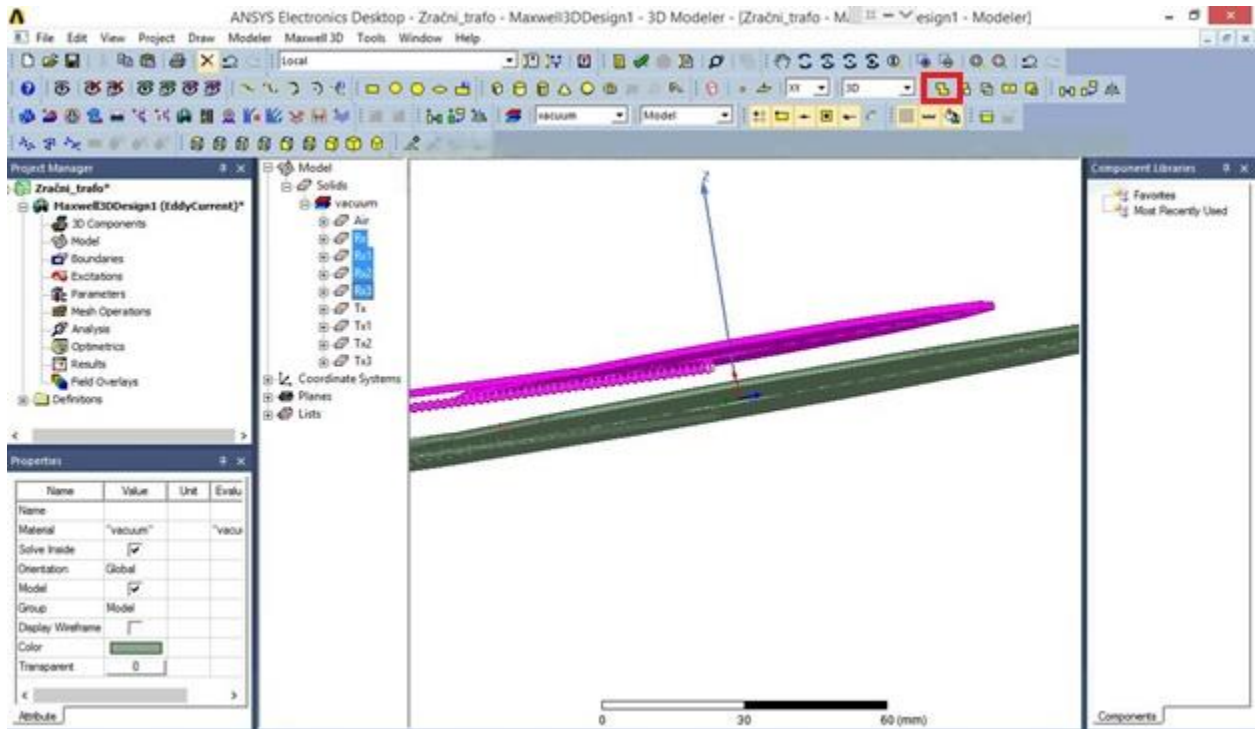 ANSYS Electronics Desktop - Zračni_trafo - Maxwell3DDesign1 - 3D Modeler - [Zračni_trafo - M esign1 - Modeler]
File Edit View Project Draw Modeler Maxwell 3D Tools Window Help
Local
XY 3D
vacuum Model
Project Manager
Zračni_trafo*
Maxwell3DDesign1 (EddyCurrent)*
3D Components
Model
Boundaries
Excitations
Parameters
Mesh Operations
Analysis
Optimetrics
Results
Field Overlays
Definitions
Properties
Name Value Unit Evalu
Name
Material "vacuum" "vacu
Solve Inside
Orientation Global
Model
Group Model
Display Wireframe
Color
Transparent 0
Attribute
Model
Solids
vacuum
Air
Rx
Rx1
Rx2
Rx3
Tx
Tx1
Tx2
Tx3
Coordinate Systems
Planes
Lists
Z
0 30 60 (mm)
Component Libraries
Favorites
Most Recently Used
Components